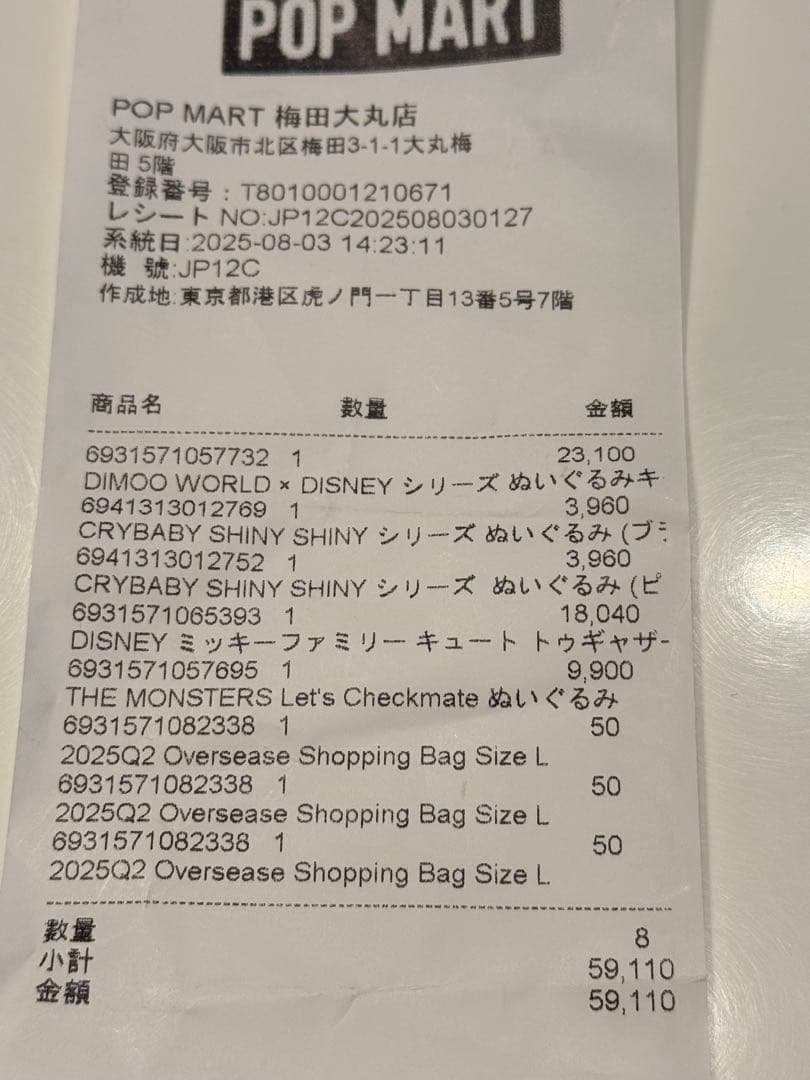 POP MART
POP MART 梅田大丸店
大阪府大阪市北区梅田3-1-1大丸梅
田 5階
登録番号 : T8010001210671
レシート NO:JP12C202508030127
系統日:2025-08-03 14:23:11
機 號:JP12C
作成地:東京都港区虎ノ門一丁目13番5号7階
商品名 數量 金額
6931571057732 1 23,100
DIMOO WORLD × DISNEY シリーズ ぬいぐるみキ
6941313012769 1 3,960
CRYBABY SHINY SHINY シリーズ ぬいぐるみ (ブラ
6941313012752 1 3,960
CRYBABY SHINY SHINY シリーズ ぬいぐるみ (ピ
6931571065393 1 18,040
DISNEY ミッキーファミリー キュート トゥギャザー
6931571057695 1 9,900
THE MONSTERS Let's Checkmate ぬいぐるみ
6931571082338 1 50
2025Q2 Oversease Shopping Bag Size L
6931571082338 1 50
2025Q2 Oversease Shopping Bag Size L
6931571082338 1 50
2025Q2 Oversease Shopping Bag Size L
數量 8
小計 59,110
金額 59,110